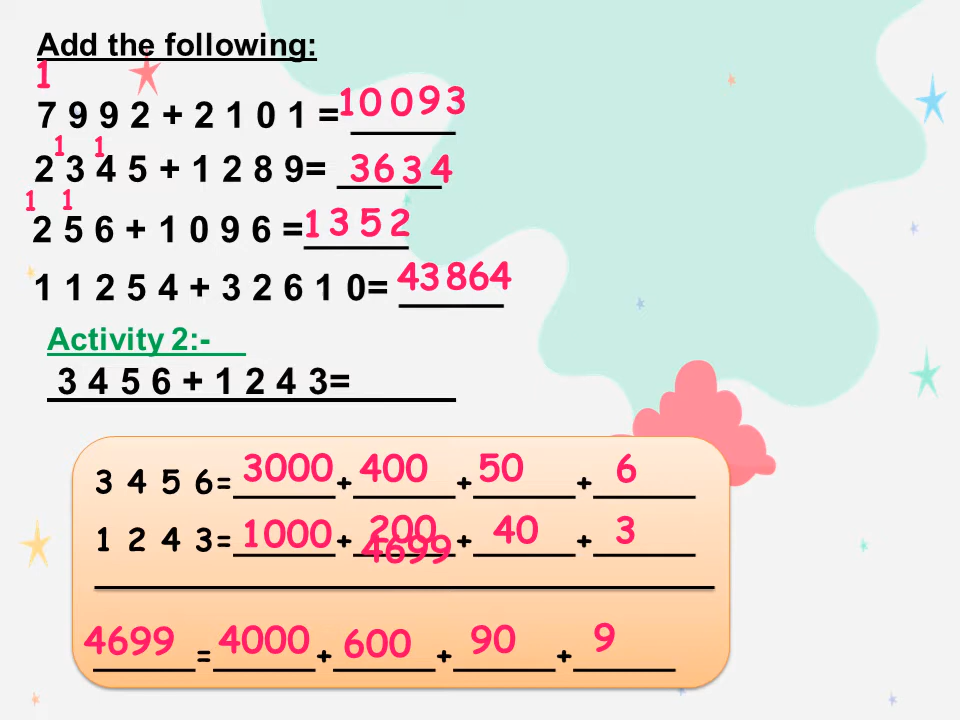 Add the following:
1
7 9 9 2 + 2 1 0 1 = 10093
1 1
2 3 4 5 + 1 2 8 9= 3634
1 1
2 5 6 + 1 0 9 6 = 1352
1 1 2 5 4 + 3 2 6 1 0= 43864
Activity 2:-
3 4 5 6 + 1 2 4 3=
3 4 5 6= 3000 + 400 + 50 + 6
1 2 4 3= 1000 + 200 + 40 + 3
4699
4699 = 4000 + 600 + 90 + 9